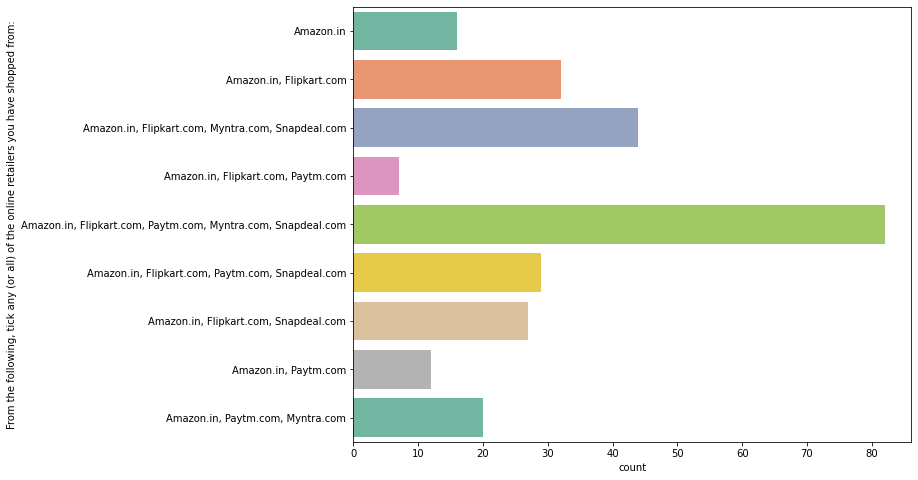 From the following, tick any (or all) of the online retailers you have shopped from:
Amazon.in
Amazon.in, Flipkart.com
Amazon.in, Flipkart.com, Myntra.com, Snapdeal.com
Amazon.in, Flipkart.com, Paytm.com
Amazon.in, Flipkart.com, Paytm.com, Myntra.com, Snapdeal.com
Amazon.in, Flipkart.com, Paytm.com, Snapdeal.com
Amazon.in, Flipkart.com, Snapdeal.com
Amazon.in, Paytm.com
Amazon.in, Paytm.com, Myntra.com
0 10 20 30 40 50 60 70 80
count